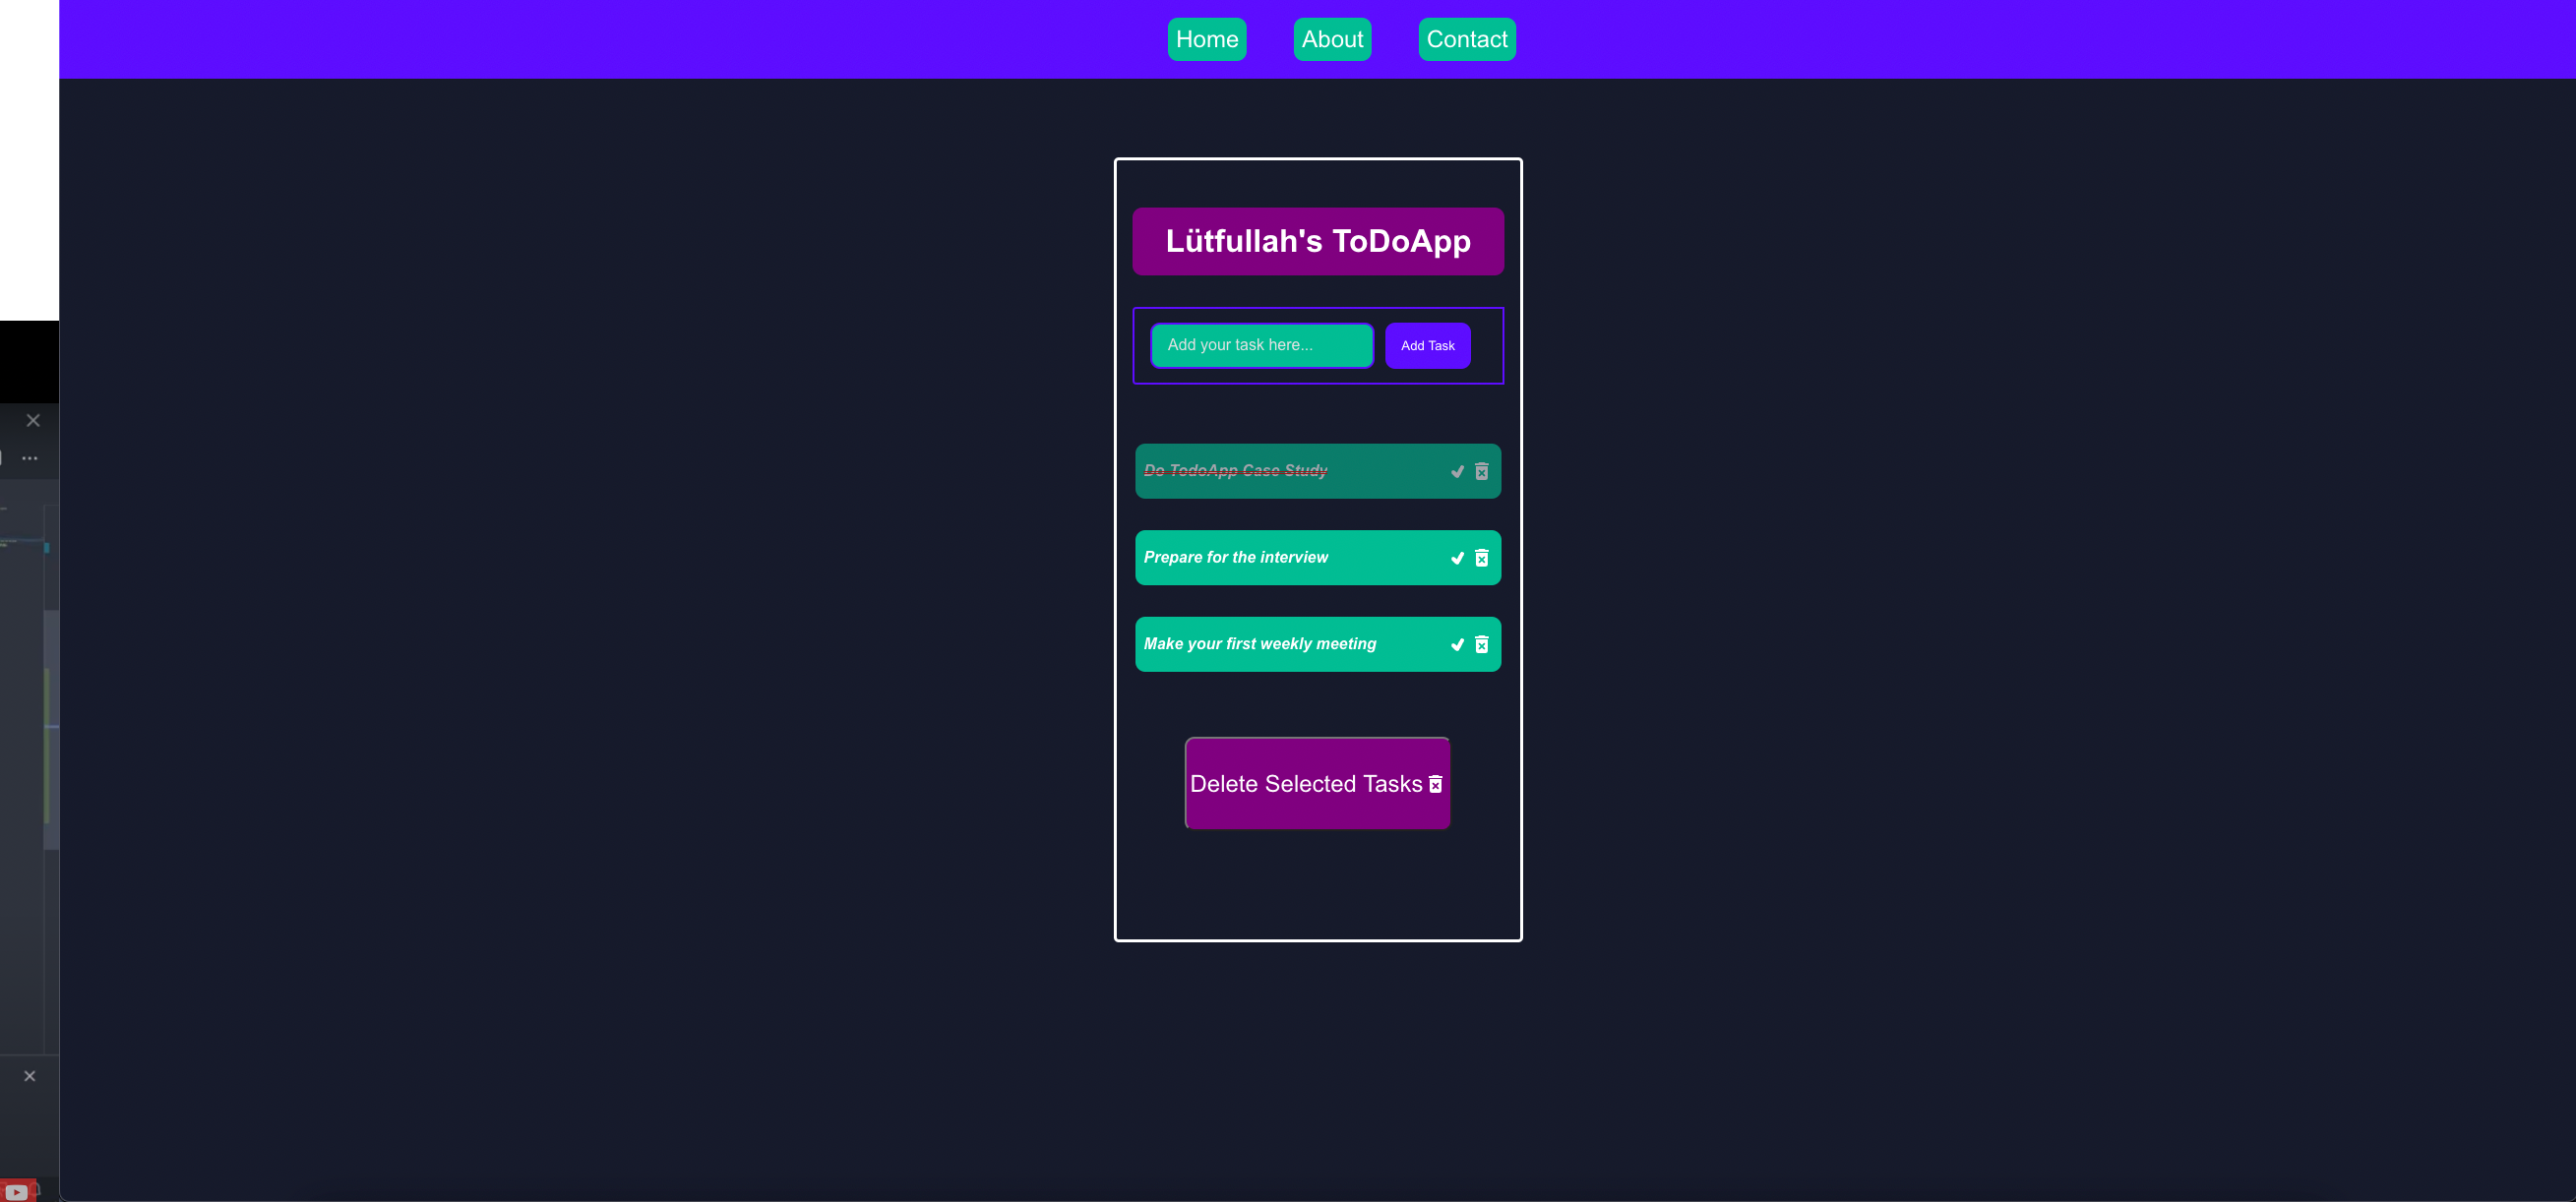 Home About Contact
Lütfullah's ToDoApp
Add your task here... Add Task
Do TodoApp Case Study
Prepare for the interview
Make your first weekly meeting
Delete Selected Tasks